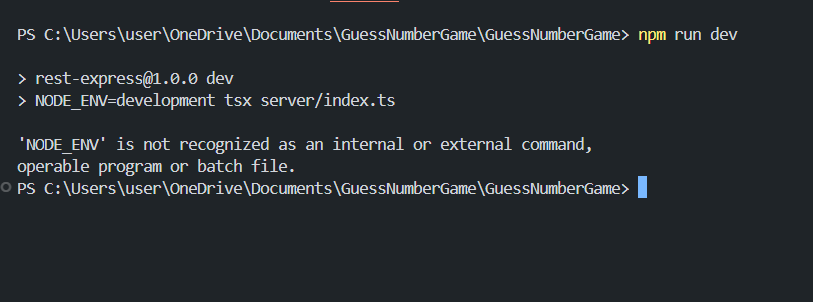 PS C:\Users\user\OneDrive\Documents\GuessNumberGame\GuessNumberGame> npm run dev
> rest-express@1.0.0 dev
> NODE_ENV=development tsx server/index.ts
'NODE_ENV' is not recognized as an internal or external command,
operable program or batch file.
PS C:\Users\user\OneDrive\Documents\GuessNumberGame\GuessNumberGame>